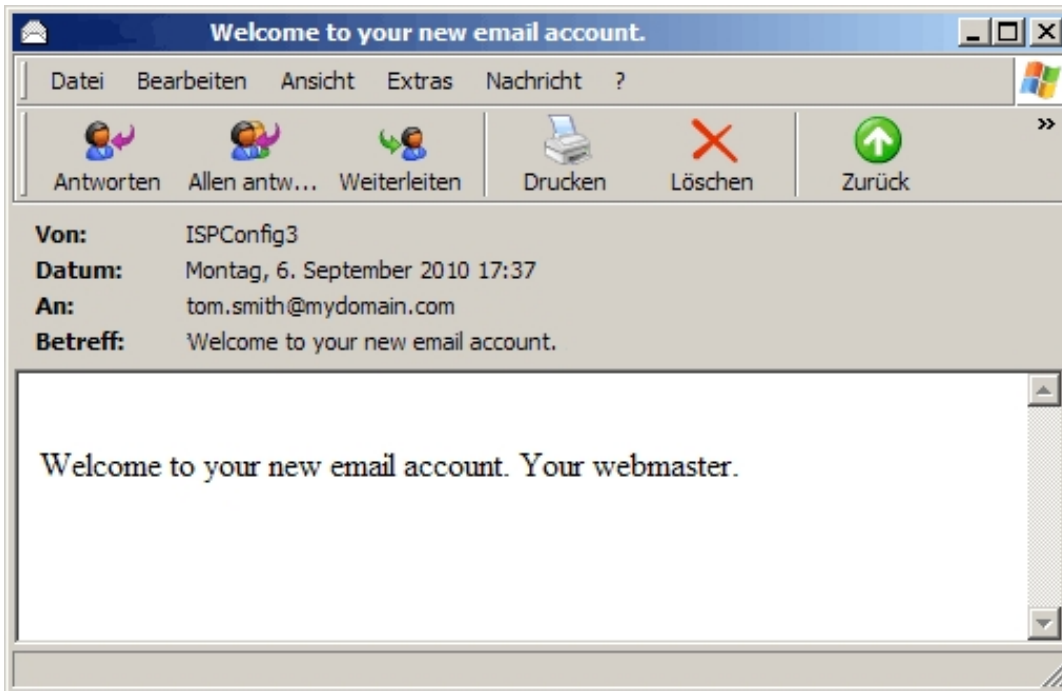 Welcome to your new email account.
Datei Bearbeiten Ansicht Extras Nachricht ?
Antworten Allen antw... Weiterleiten Drucken Löschen Zurück
Von: ISPConfig3
Datum: Montag, 6. September 2010 17:37
An: tom.smith@mydomain.com
Betreff: Welcome to your new email account.
Welcome to your new email account. Your webmaster.